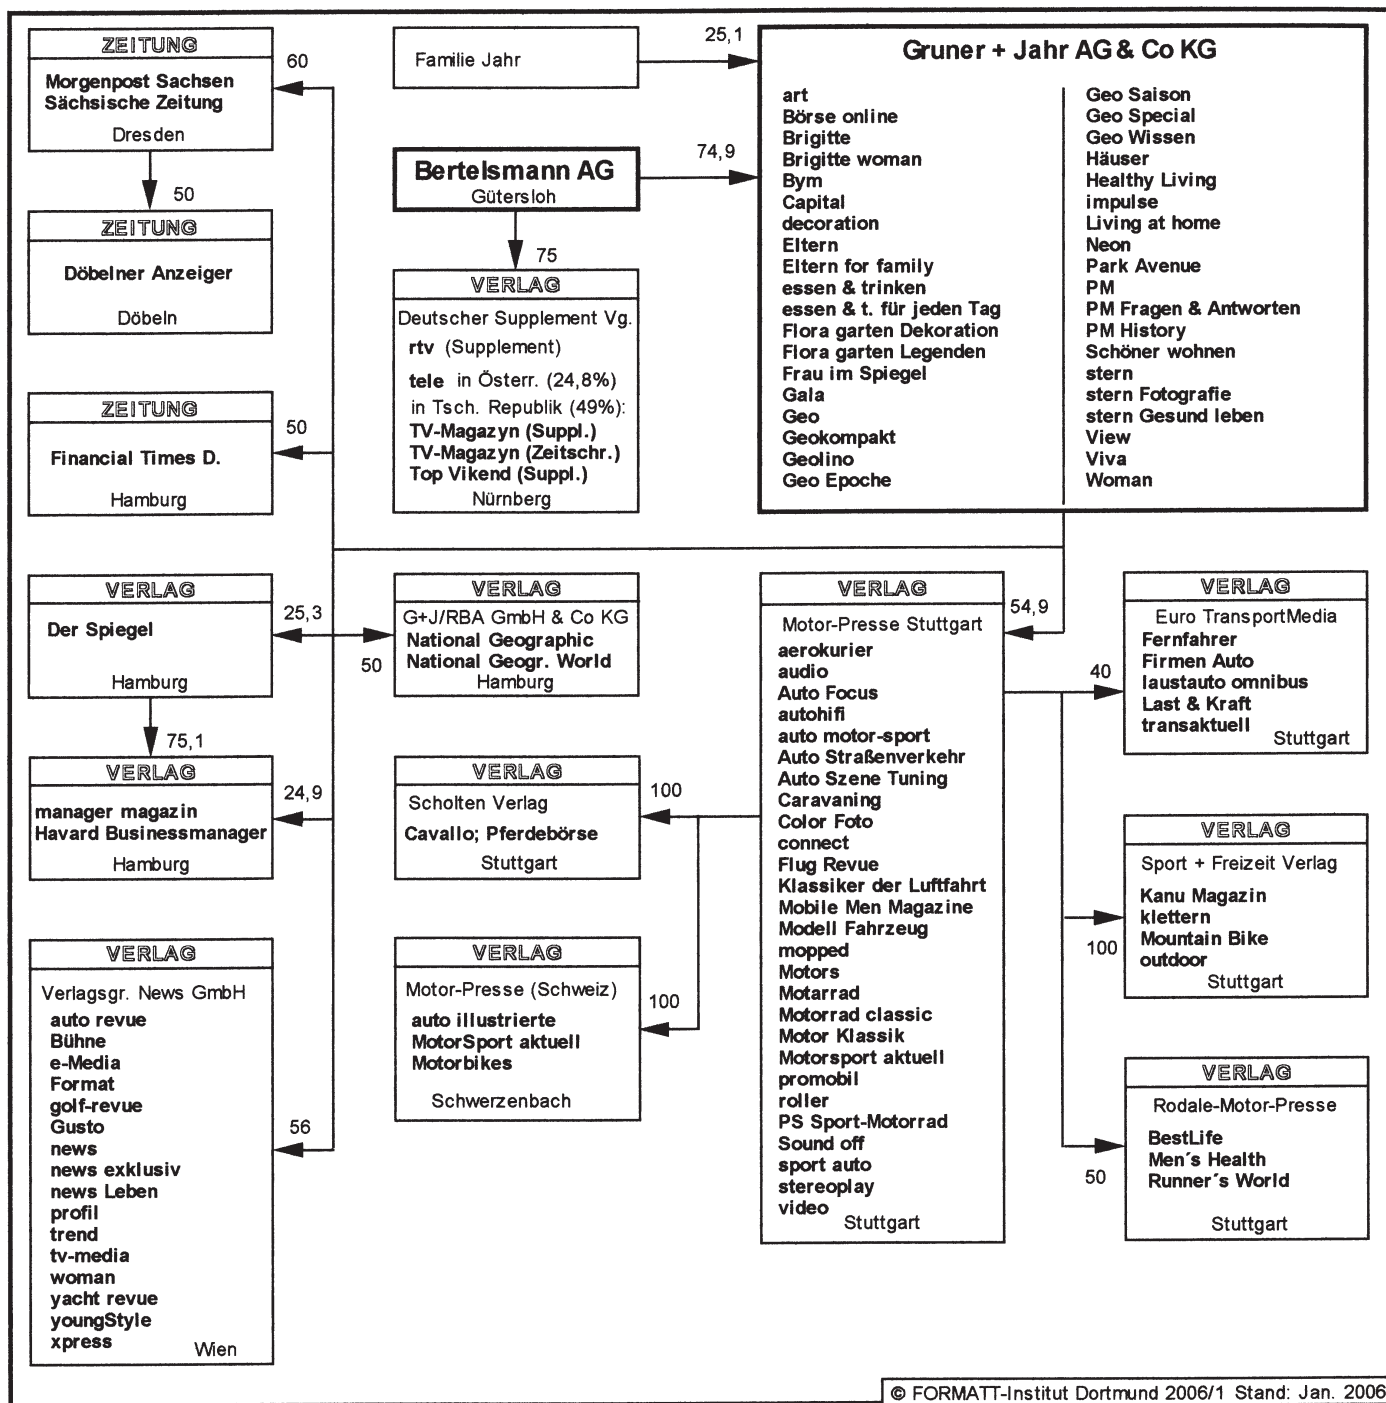 ZEITUNG
Morgenpost Sachsen
Sächsische Zeitung
Dresden
60
50
ZEITUNG
Döbelner Anzeiger
Döbeln
ZEITUNG
Financial Times D.
Hamburg
50
VERLAG
Der Spiegel
Hamburg
25,3
75,1
VERLAG
manager magazin
Havard Businessmanager
Hamburg
24,9
VERLAG
Verlagsgr. News GmbH
auto revue
Bühne
e-Media
Format
golf-revue
Gusto
news
news exklusiv
news Leben
profil
trend
tv-media
woman
yacht revue
youngStyle
xpress
Wien
56
Familie Jahr
25,1
Bertelsmann AG
Gütersloh
74,9
75
VERLAG
Deutscher Supplement Vg.
rtv (Supplement)
tele in Österr. (24,8%)
in Tsch. Republik (49%):
TV-Magazyn (Suppl.)
TV-Magazyn (Zeitschr.)
Top Vikend (Suppl.)
Nürnberg
VERLAG
G+J/RBA GmbH & Co KG
National Geographic
National Geogr. World
Hamburg
50
VERLAG
Scholten Verlag
Cavallo; Pferdebörse
Stuttgart
100
VERLAG
Motor-Presse (Schweiz)
auto illustrierte
MotorSport aktuell
Motorbikes
Schwerzenbach
100
Gruner + Jahr AG & Co KG
art
Börse online
Brigitte
Brigitte woman
Bym
Capital
decoration
Eltern
Eltern for family
essen & trinken
essen & t. für jeden Tag
Flora garten Dekoration
Flora garten Legenden
Frau im Spiegel
Gala
Geo
Geokompakt
Geolino
Geo Epoche
Geo Saison
Geo Special
Geo Wissen
Häuser
Healthy Living
impulse
Living at home
Neon
Park Avenue
PM
PM Fragen & Antworten
PM History
Schöner wohnen
stern
stern Fotografie
stern Gesund leben
View
Viva
Woman
VERLAG
Motor-Presse Stuttgart
aerokurier
audio
Auto Focus
autohifi
auto motor-sport
Auto Straßenverkehr
Auto Szene Tuning
Caravaning
Color Foto
connect
Flug Revue
Klassiker der Luftfahrt
Mobile Men Magazine
Modell Fahrzeug
mopped
Motors
Motarrad
Motorrad classic
Motor Klassik
Motorsport aktuell
promobil
roller
PS Sport-Motorrad
Sound off
sport auto
stereoplay
video
Stuttgart
54,9
VERLAG
Euro TransportMedia
Fernfahrer
Firmen Auto
laustauto omnibus
Last & Kraft
transaktuell
Stuttgart
40
VERLAG
Sport + Freizeit Verlag
Kanu Magazin
klettern
Mountain Bike
outdoor
Stuttgart
100
VERLAG
Rodale-Motor-Presse
BestLife
Men´s Health
Runner´s World
Stuttgart
50
© FORMATT-Institut Dortmund 2006/1 Stand: Jan. 2006